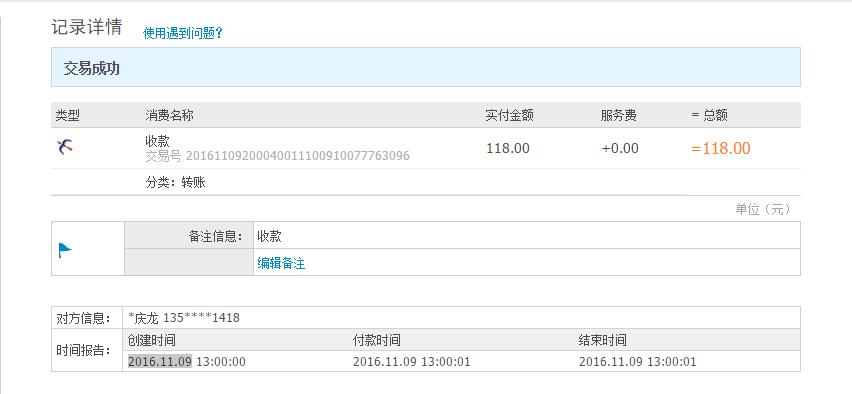 记录详情 使用遇到问题？
交易成功
类型 消费名称 实付金额 服务费 = 总额
收款
交易号 20161109200040011100910077763096 118.00 +0.00 =118.00
分类：转账
单位（元）
备注信息： 收款
编辑备注
对方信息： *庆龙 135****1418
时间报告： 创建时间 付款时间 结束时间
2016.11.09 13:00:00 2016.11.09 13:00:01 2016.11.09 13:00:01